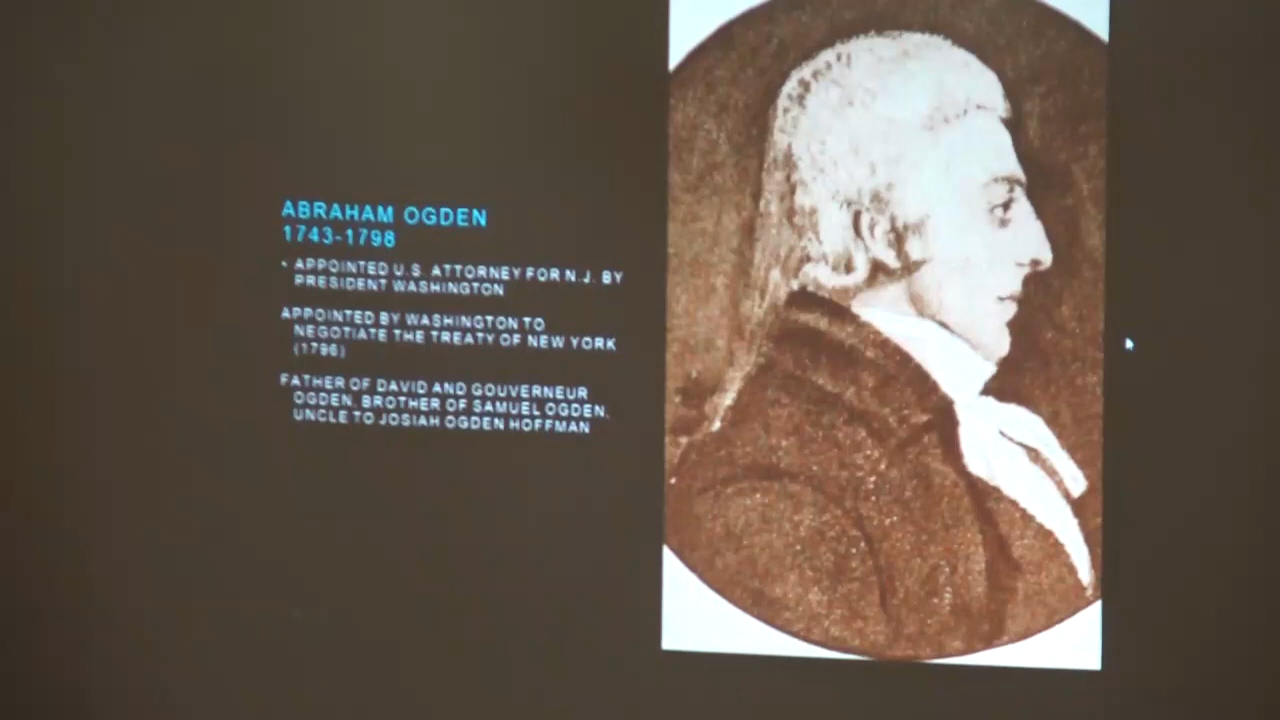 ABRAHAM OGDEN
1743-1798
• APPOINTED U.S. ATTORNEY FOR N.J. BY
PRESIDENT WASHINGTON
APPOINTED BY WASHINGTON TO
NEGOTIATE THE TREATY OF NEW YORK
(1796)
FATHER OF DAVID AND GOUVERNEUR
OGDEN, BROTHER OF SAMUEL OGDEN,
UNCLE TO JOSIAH OGDEN HOFFMAN